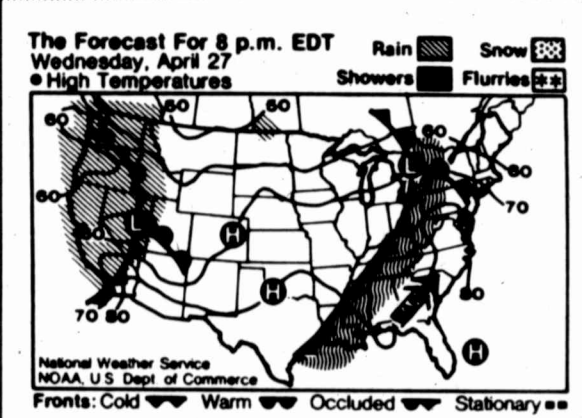 The Forecast For 8 p.m. EDT
Wednesday, April 27
● High Temperatures
Rain
Snow
Showers
Flurries
60
60
60
60
60
60
70
80
70 80
L
L
H
H
H
National Weather Service
NOAA, U S Dept. of Commerce
Fronts: Cold Warm Occluded Stationary